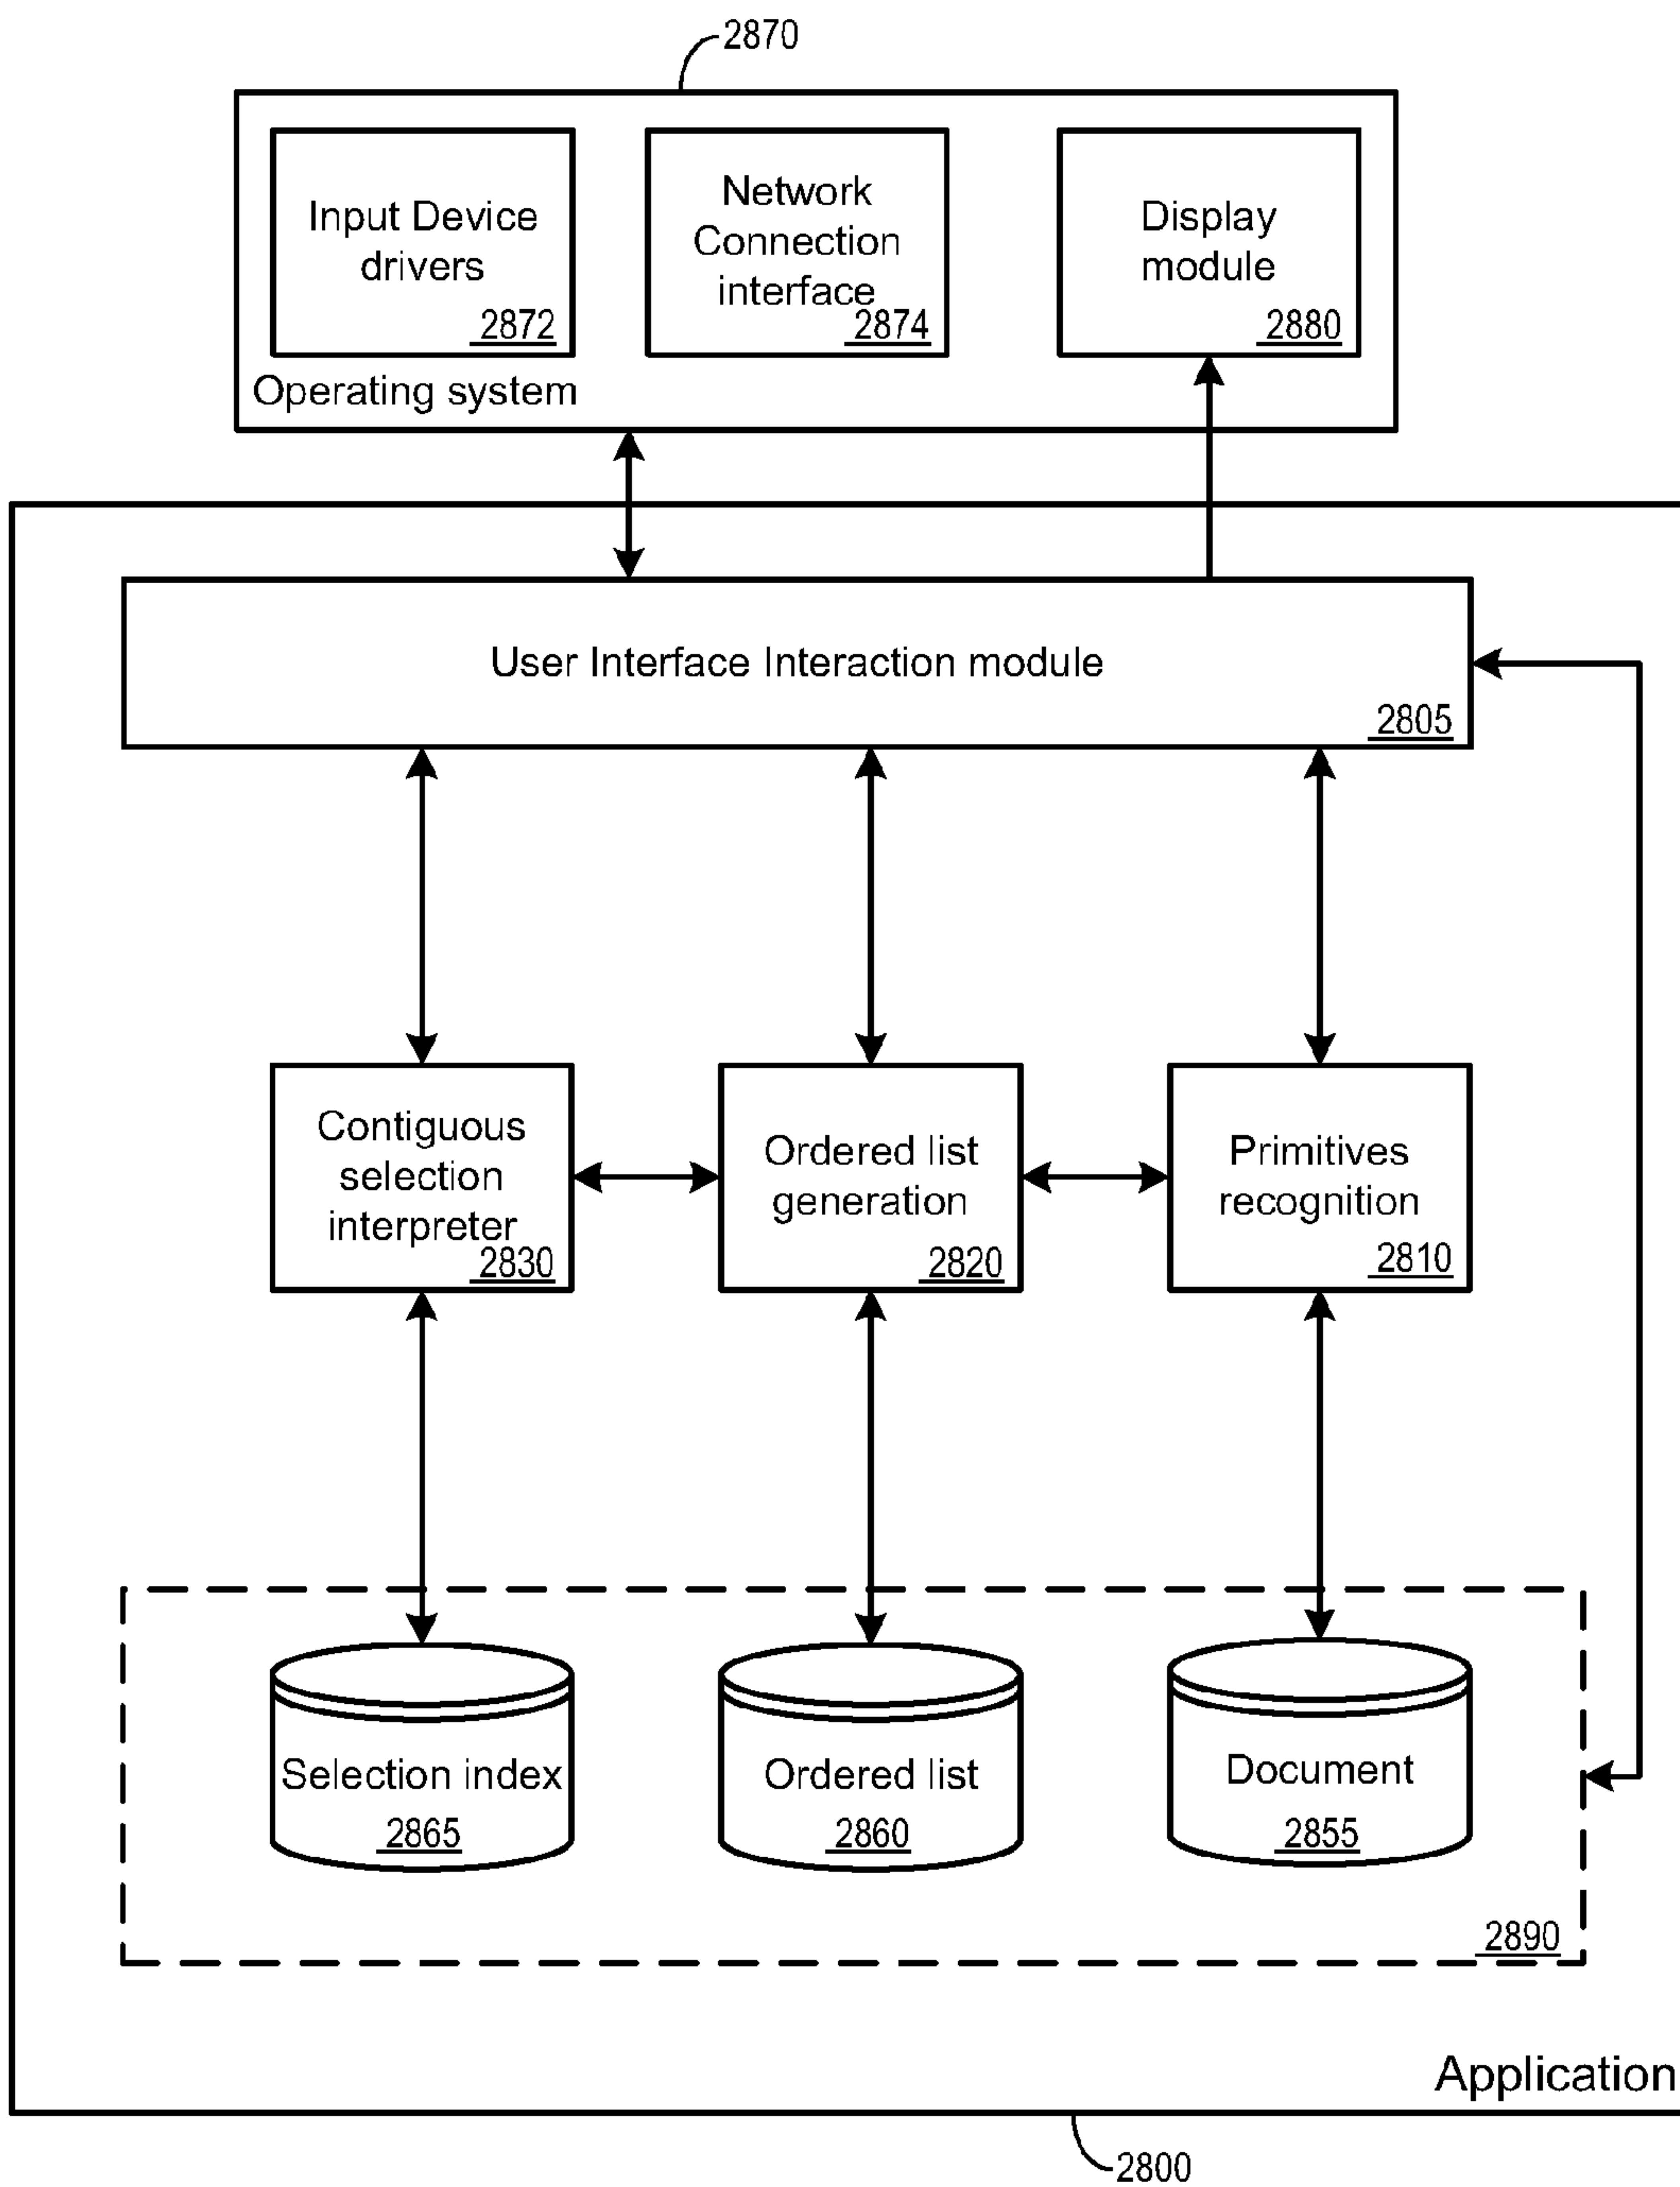 2870
Input Device
drivers
2872
Network
Connection
interface
2874
Display
module
2880
Operating system
User Interface Interaction module
2805
Contiguous
selection
interpreter
2830
Ordered list
generation
2820
Primitives
recognition
2810
Selection index
2865
Ordered list
2860
Document
2855
2890
Application
2800